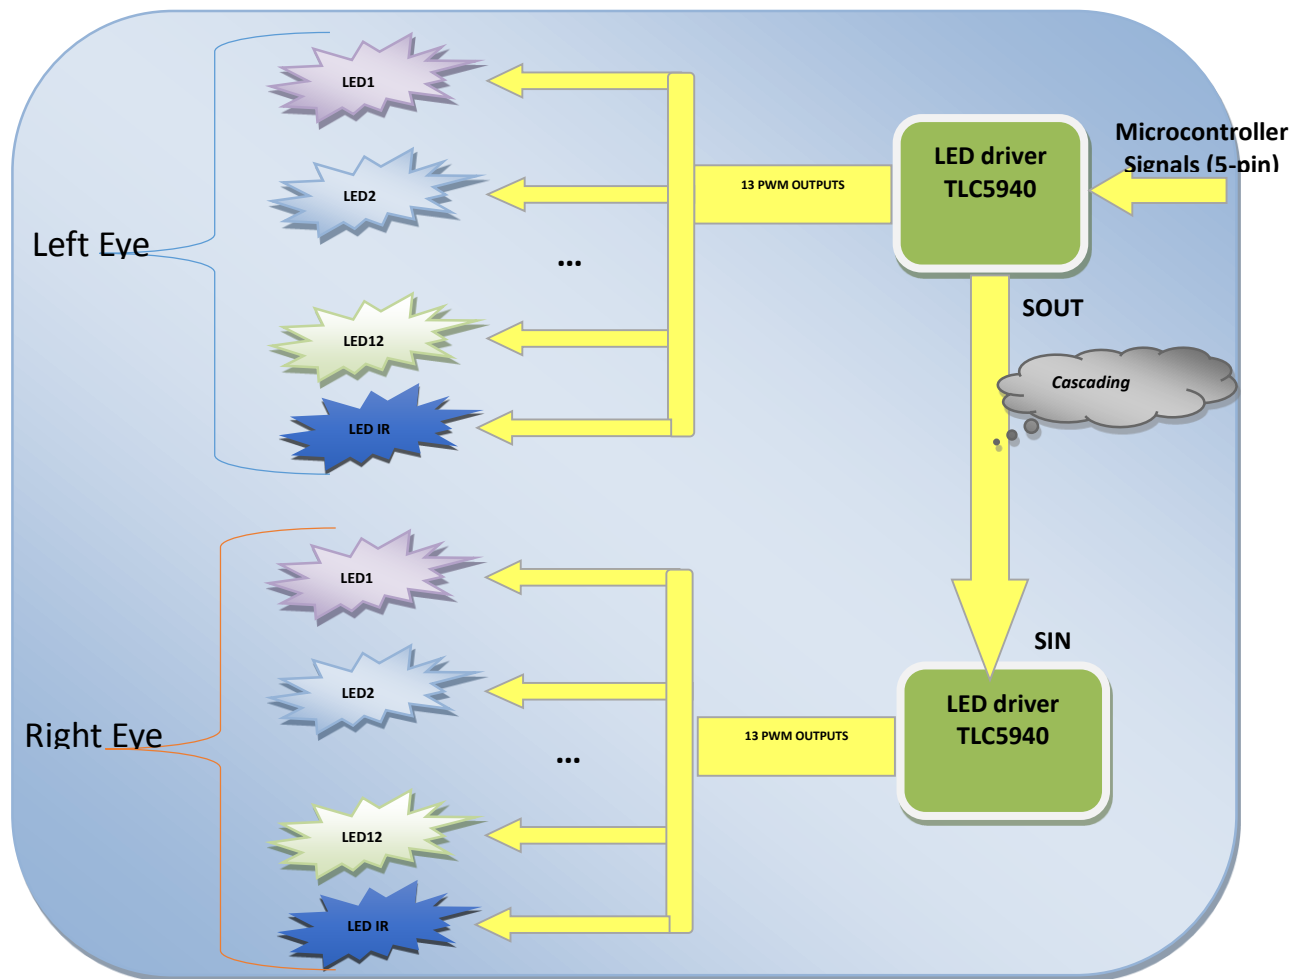 LED1
LED2
...
LED12
LED IR
Left Eye
13 PWM OUTPUTS
LED driver
TLC5940
Microcontroller
Signals (5-pin)
SOUT
Cascading
SIN
LED1
LED2
...
LED12
LED IR
Right Eye
13 PWM OUTPUTS
LED driver
TLC5940